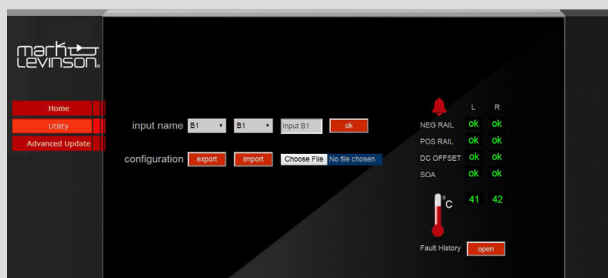 mark
Levinson.
Home
Utility
Advanced Update
input name B1 B1 Input B1 ok
configuration export import Choose File No file chosen
L R
NEG RAIL ok ok
POS RAIL ok ok
DC OFFSET ok ok
SOA ok ok
°C 41 42
Fault History open